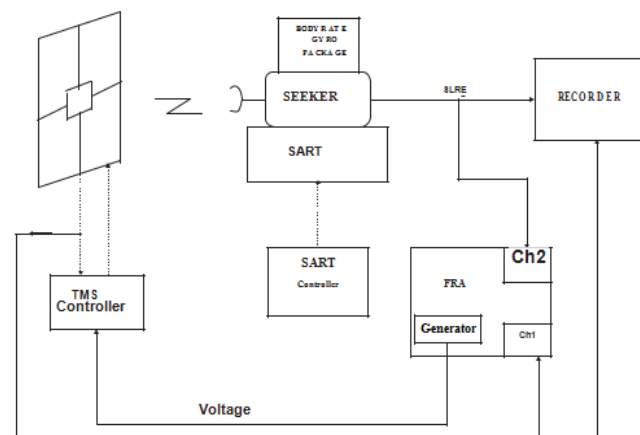 BODY RATE
GYRO
PACKAGE
SEEKER
SLRE
RECORDER
SART
SART
Controller
Ch2
FRA
Generator
Ch1
TMS
Controller
Voltage